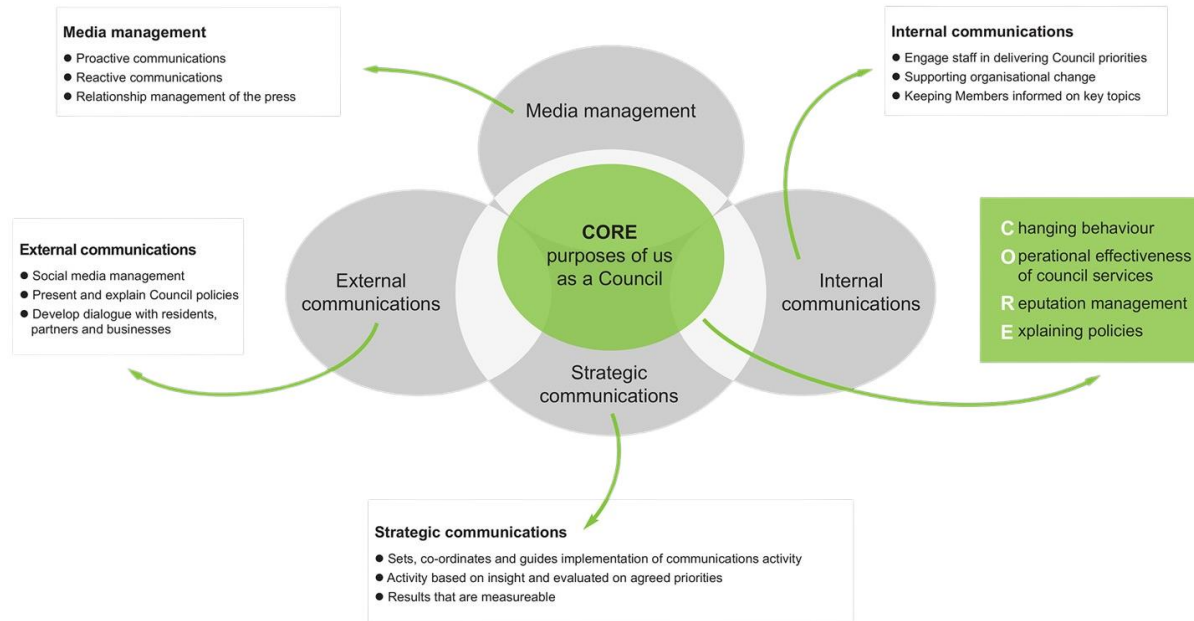 Media management
● Proactive communications
● Reactive communications
● Relationship management of the press
Internal communications
● Engage staff in delivering Council priorities
● Supporting organisational change
● Keeping Members informed on key topics
Media management
External communications
● Social media management
● Present and explain Council policies
● Develop dialogue with residents,
partners and businesses
External
communications
CORE
purposes of us
as a Council
Internal
communications
Changing behaviour
Operational effectiveness
of council services
Reputation management
Explaining policies
Strategic
communications
Strategic communications
● Sets, co-ordinates and guides implementation of communications activity
● Activity based on insight and evaluated on agreed priorities
● Results that are measureable